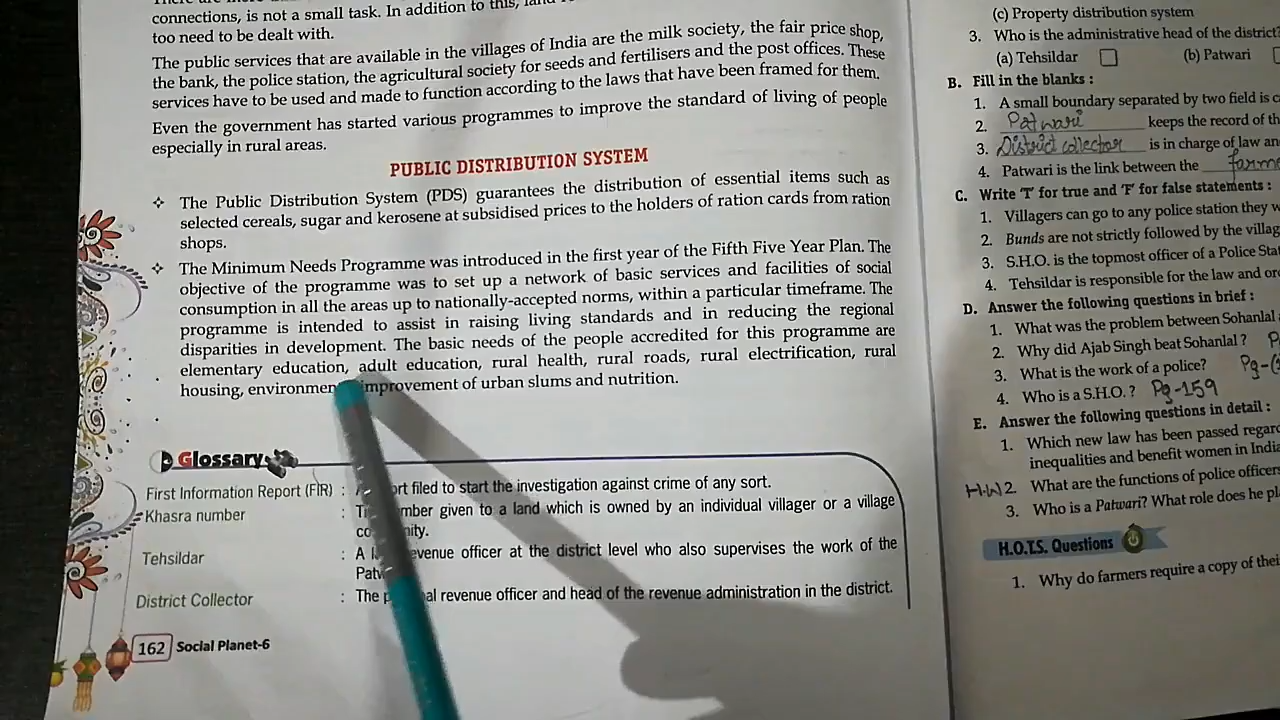 connections, is not a small task. In addition to this,
too need to be dealt with.
The public services that are available in the villages of India are the milk society, the fair price shop,
the bank, the police station, the agricultural society for seeds and fertilisers and the post offices. These
services have to be used and made to function according to the laws that have been framed for them.
Even the government has started various programmes to improve the standard of living of people
especially in rural areas.
PUBLIC DISTRIBUTION SYSTEM
The Public Distribution System (PDS) guarantees the distribution of essential items such as
selected cereals, sugar and kerosene at subsidised prices to the holders of ration cards from ration
shops.
The Minimum Needs Programme was introduced in the first year of the Fifth Five Year Plan. The
objective of the programme was to set up a network of basic services and facilities of social
consumption in all the areas up to nationally-accepted norms, within a particular timeframe. The
programme is intended to assist in raising living standards and in reducing the regional
disparities in development. The basic needs of the people accredited for this programme are
elementary education, adult education, rural health, rural roads, rural electrification, rural
housing, improvement of urban slums and nutrition.
Glossary
First Information Report (FIR) : filed to start the investigation against crime of any sort.
Khasra number : given to a land which is owned by an individual villager or a village
Tehsildar : A officer at the district level who also supervises the work of the
District Collector : The revenue officer and head of the revenue administration in the district.
162 Social Planet-6
(c) Property distribution system
3. Who is the administrative head of the district?
(a) Tehsildar (b) Patwari
B. Fill in the blanks :
1. A small boundary separated by two field is
2. Patwari keeps the record of
3. District collector is in charge of law
4. Patwari is the link between the
C. Write 'T' for true and 'F' for false statements :
1. Villagers can go to any police station they
2. Bunds are not strictly followed by the
3. S.H.O. is the topmost officer of a Police
4. Tehsildar is responsible for the law and
D. Answer the following questions in brief :
1. What was the problem between Sohanlal
2. Why did Ajab Singh beat Sohanlal ?
3. What is the work of police? Pg-
4. Who is a S.H.O. ? Pg-159
E. Answer the following questions in detail :
1. Which new law has been passed
inequalities and benefit women in
H.W 2. What are the functions of police
3. Who is a Patwari? What role does he
H.O.T.S. Questions
1. Why do farmers require a copy of